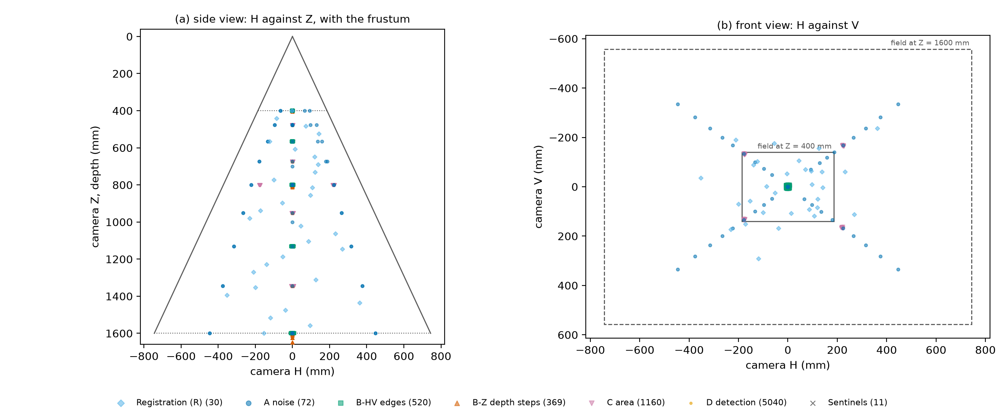 (a) side view: H against Z, with the frustum
0
200
400
600
800
1000
1200
1400
1600
camera Z, depth (mm)
−800 −600 −400 −200 0 200 400 600 800
camera H (mm)
(b) front view: H against V
field at Z = 1600 mm
field at Z = 400 mm
−600
−400
−200
0
200
400
600
camera V (mm)
−800 −600 −400 −200 0 200 400 600 800
camera H (mm)
Registration (R) (30) A noise (72) B-HV edges (520) B-Z depth steps (369) C area (1160) D detection (5040) Sentinels (11)